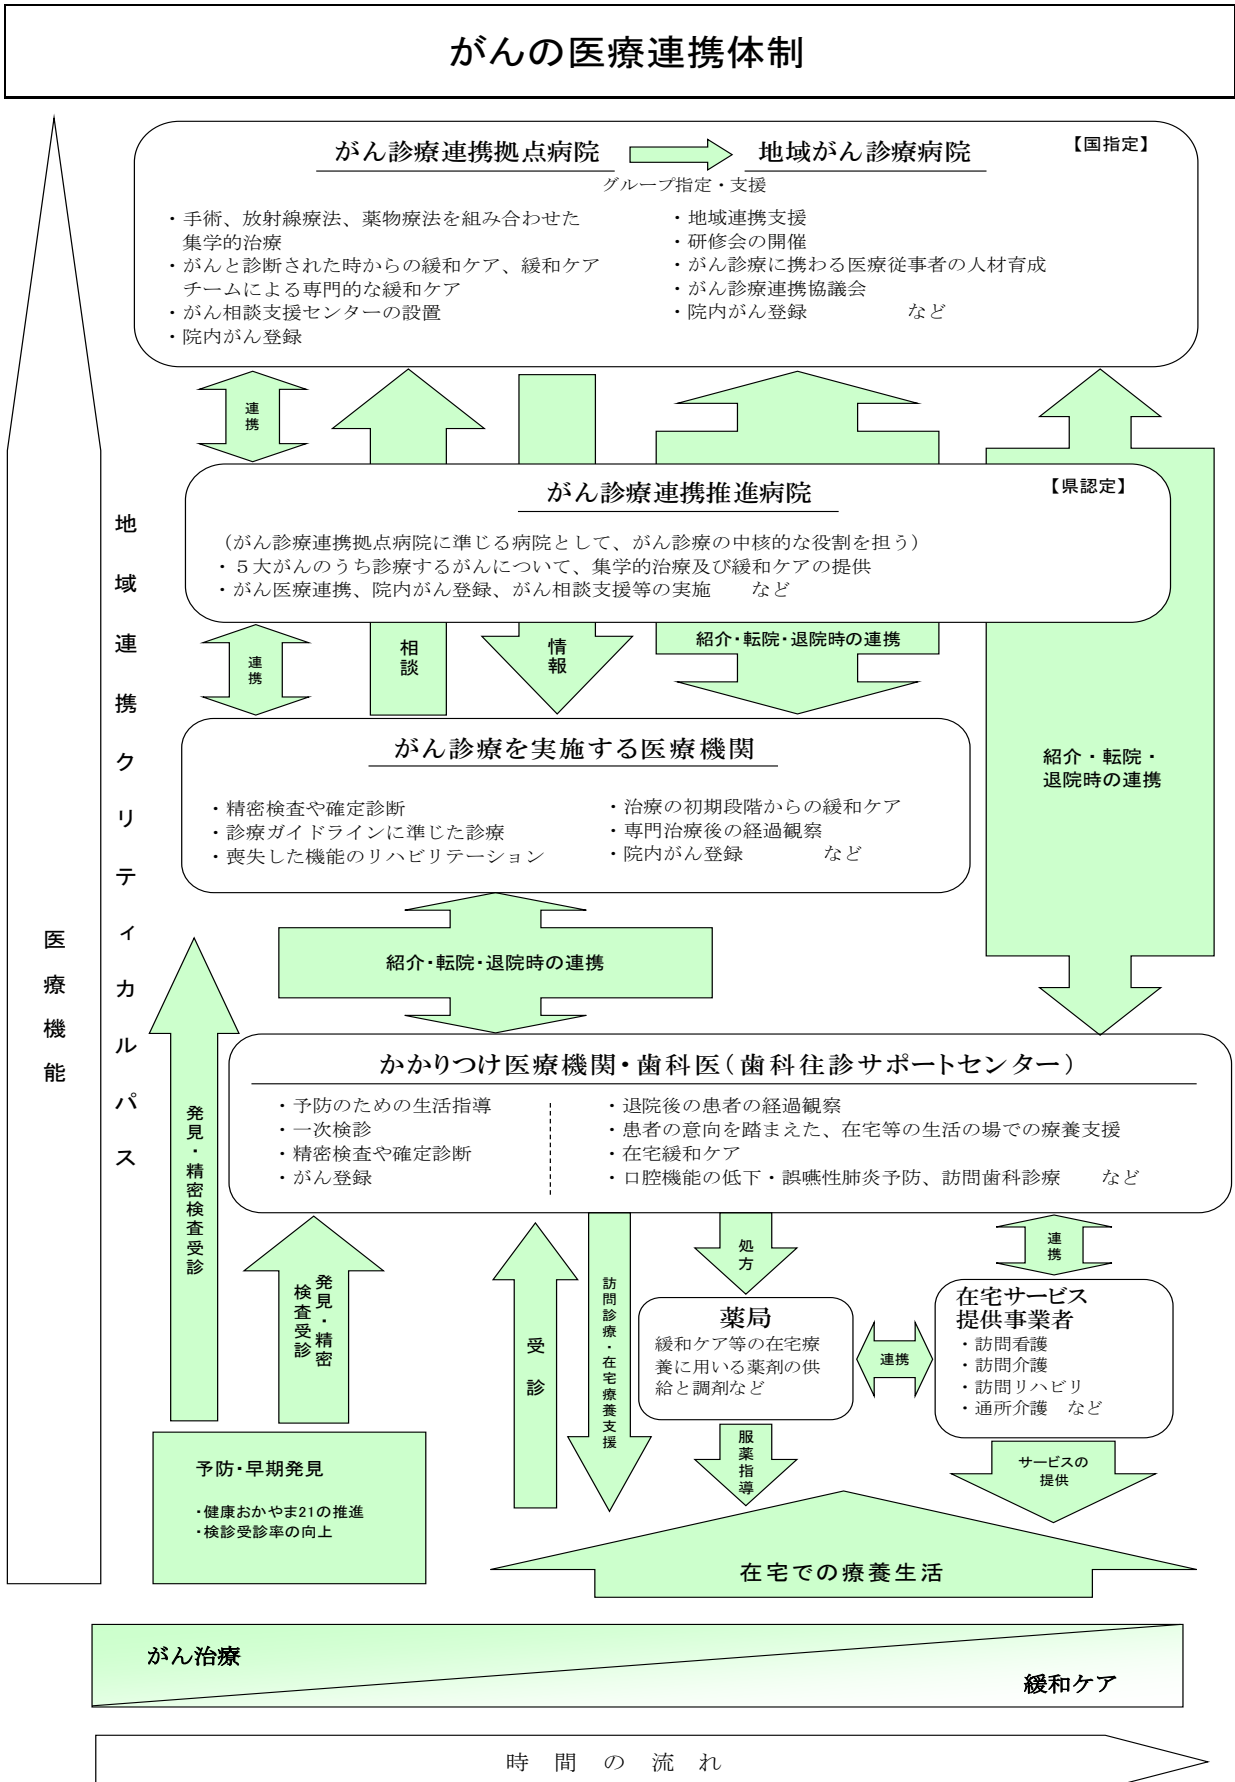 がんの医療連携体制
がん診療連携拠点病院
地域がん診療病院
【国指定】
グループ指定・支援
・手術、放射線療法、薬物療法を組み合わせた
集学的治療
・がんと診断された時からの緩和ケア、緩和ケア
チームによる専門的な緩和ケア
・がん相談支援センターの設置
・院内がん登録
・地域連携支援
・研修会の開催
・がん診療に携わる医療従事者の人材育成
・がん診療連携協議会
・院内がん登録　　　　　など
連携
がん診療連携推進病院
【県認定】
（がん診療連携拠点病院に準じる病院として、がん診療の中核的な役割を担う）
・５大がんのうち診療するがんについて、集学的治療及び緩和ケアの提供
・がん医療連携、院内がん登録、がん相談支援等の実施　　など
連携
相談
情報
紹介・転院・退院時の連携
紹介・転院・
退院時の連携
がん診療を実施する医療機関
・精密検査や確定診断
・診療ガイドラインに準じた診療
・喪失した機能のリハビリテーション
・治療の初期段階からの緩和ケア
・専門治療後の経過観察
・院内がん登録　　　　など
紹介・転院・退院時の連携
地域連携クリティカルパス
医療機能
かかりつけ医療機関・歯科医（歯科往診サポートセンター）
・予防のための生活指導
・一次検診
・精密検査や確定診断
・がん登録
・退院後の患者の経過観察
・患者の意向を踏まえた、在宅等の生活の場での療養支援
・在宅緩和ケア
・口腔機能の低下・誤嚥性肺炎予防、訪問歯科診療　　など
発見・精密検査受診
発見・精密
検査受診
受診
訪問診療・在宅療養支援
処方
連携
薬局
緩和ケア等の在宅療
養に用いる薬剤の供
給と調剤など
連携
在宅サービス
提供事業者
・訪問看護
・訪問介護
・訪問リハビリ
・通所介護　など
服薬指導
サービスの
提供
予防・早期発見
・健康おかやま21の推進
・検診受診率の向上
在宅での療養生活
がん治療
緩和ケア
時間の流れ